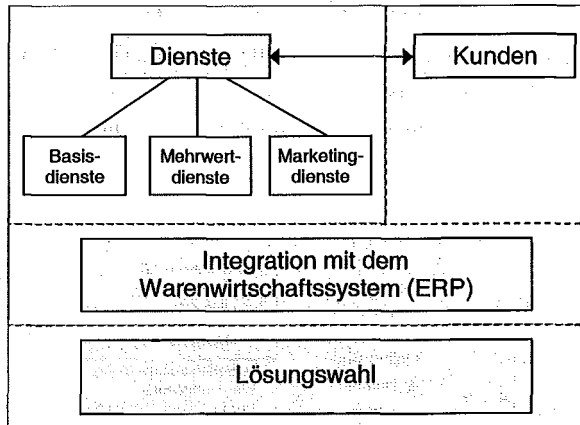 Dienste
Kunden
Basis-
dienste
Mehrwert-
dienste
Marketing-
dienste
Integration mit dem
Warenwirtschaftssystem (ERP)
Lösungswahl